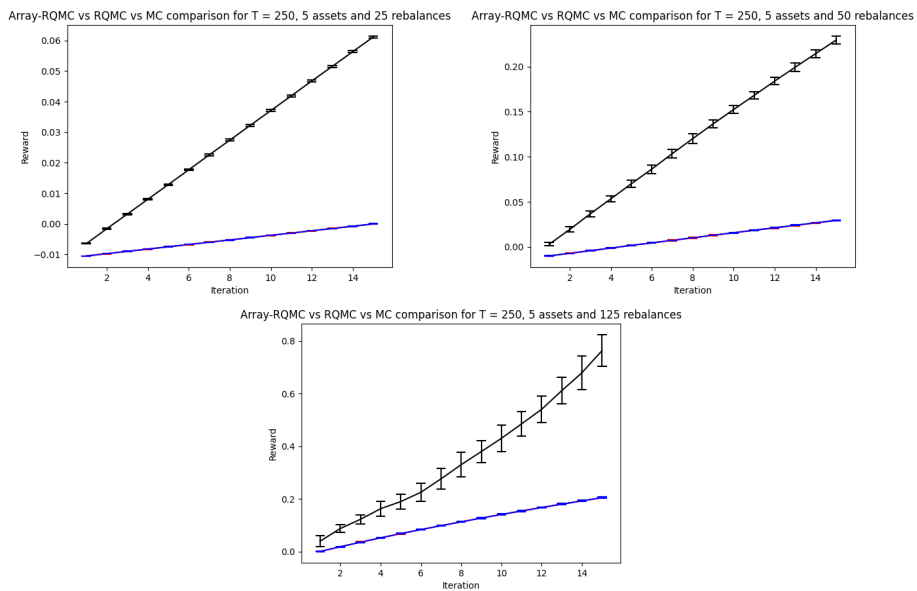 Array-RQMC vs RQMC vs MC comparison for T = 250, 5 assets and 25 rebalances
0.06
0.05
0.04
0.03
0.02
0.01
0.00
−0.01
Reward
2 4 6 8 10 12 14
Iteration
Array-RQMC vs RQMC vs MC comparison for T = 250, 5 assets and 50 rebalances
0.20
0.15
0.10
0.05
0.00
Reward
2 4 6 8 10 12 14
Iteration
Array-RQMC vs RQMC vs MC comparison for T = 250, 5 assets and 125 rebalances
0.8
0.6
0.4
0.2
0.0
Reward
2 4 6 8 10 12 14
Iteration